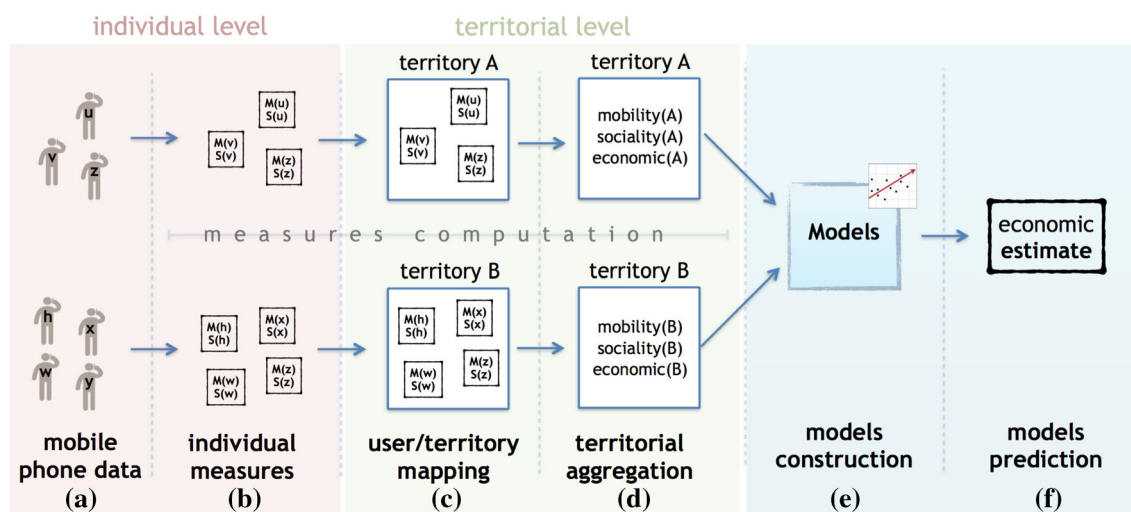 individual level
territorial level
u
v
z
M(u)
S(u)
M(v)
S(v)
M(z)
S(z)
territory A
M(u)
S(u)
M(v)
S(v)
M(z)
S(z)
territory A
mobility(A)
sociality(A)
economic(A)
measures computation
h
x
w
y
M(h)
S(h)
M(x)
S(x)
M(w)
S(w)
M(z)
S(z)
territory B
M(h)
S(h)
M(x)
S(x)
M(w)
S(w)
M(z)
S(z)
territory B
mobility(B)
sociality(B)
economic(B)
Models
economic
estimate
mobile
phone data
(a)
individual
measures
(b)
user/territory
mapping
(c)
territorial
aggregation
(d)
models
construction
(e)
models
prediction
(f)